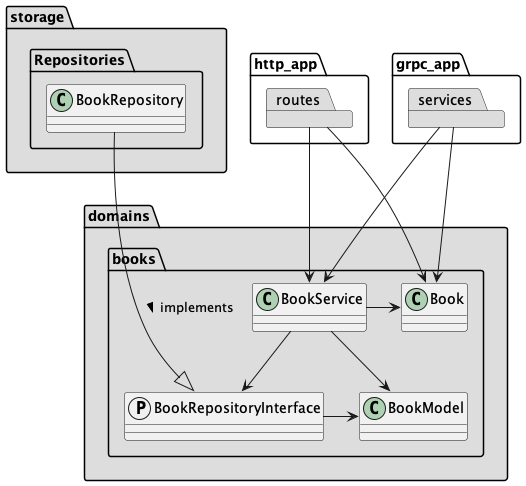 storage
Repositories
C BookRepository
http_app
routes
grpc_app
services
domains
books
implements
C BookService
C Book
P BookRepositoryInterface
C BookModel